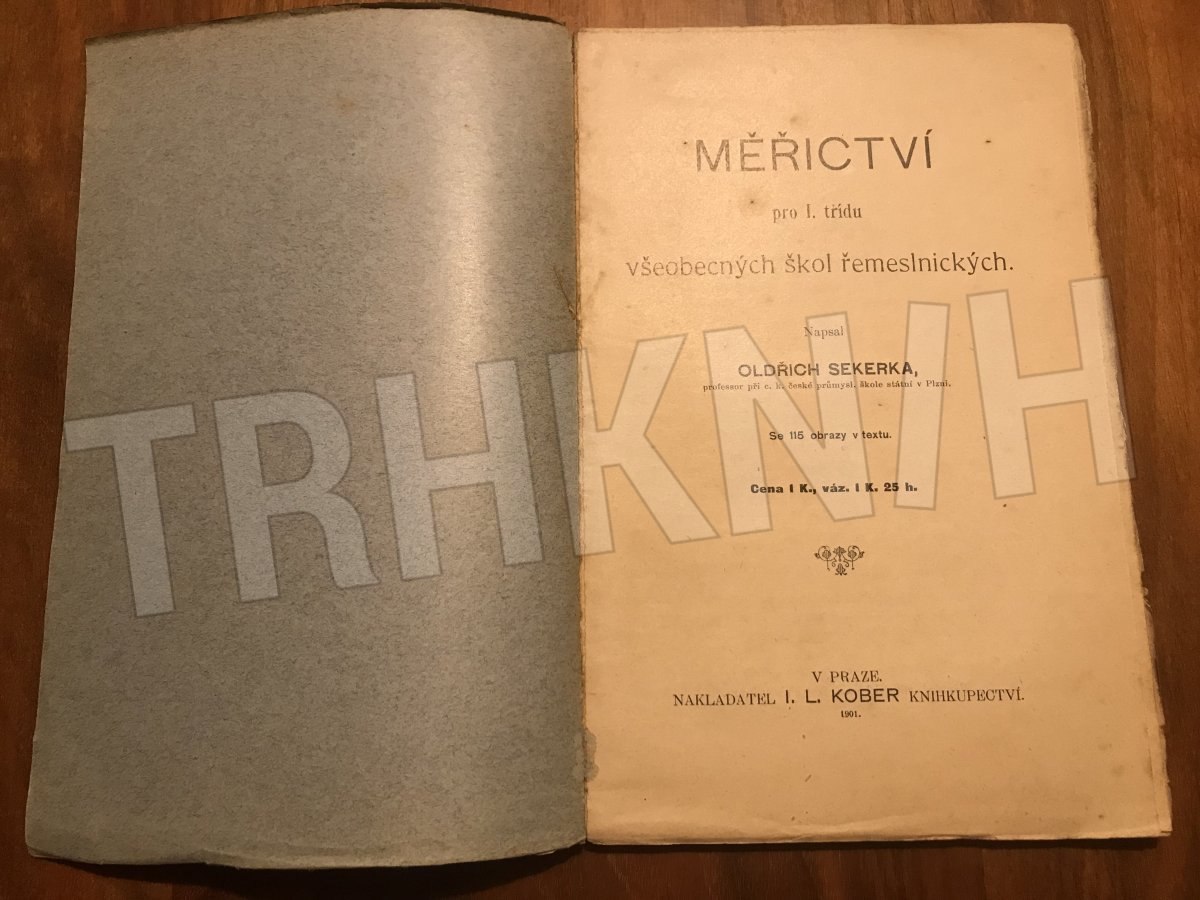 MĚŘICTVÍ
pro I. třídu
všeobecných škol řemeslnických.
Napsal
OLDŘICH SEKERKA,
professor při c. k. české průmysl. škole státní v Plzni.
Se 115 obrazy v textu.
Cena 1 K., váz. 1 K. 25 h.
V PRAZE.
NAKLADATEL I. L. KOBER KNIHKUPECTVÍ.
1901.
TRHKNIH